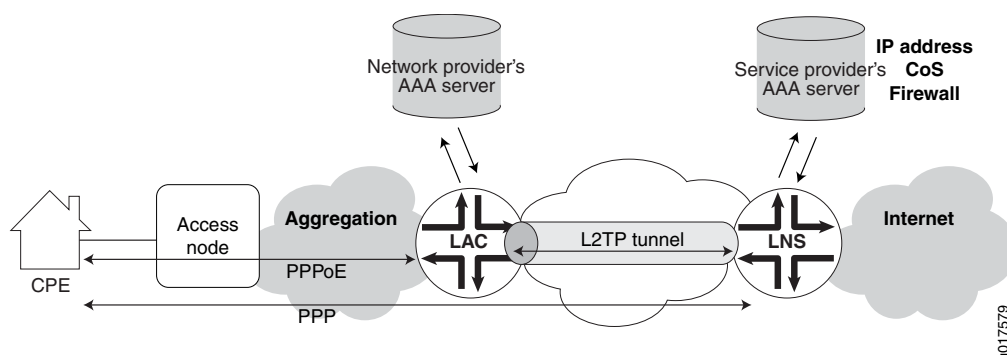 Network provider's
AAA server
Service provider's
AAA server
IP address
CoS
Firewall
Access
node
Aggregation
LAC
L2TP tunnel
LNS
Internet
CPE
PPPoE
PPP
g017579